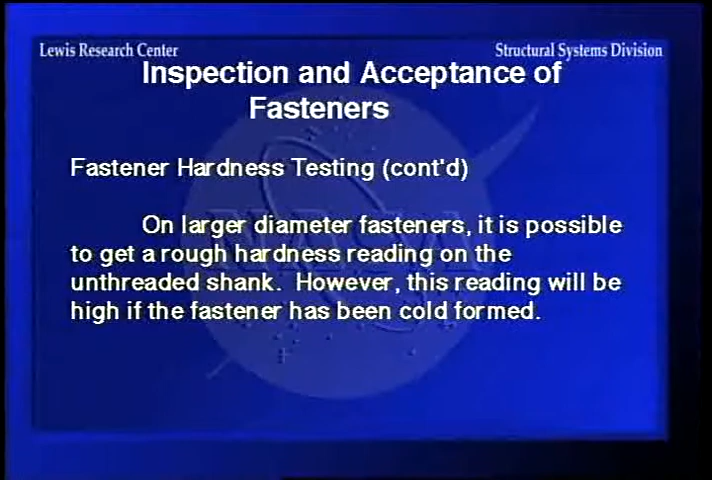 Lewis Research Center
Structural Systems Division
Inspection and Acceptance of
Fasteners
Fastener Hardness Testing (cont'd)
On larger diameter fasteners, it is possible
to get a rough hardness reading on the
unthreaded shank.  However, this reading will be
high if the fastener has been cold formed.
NASA